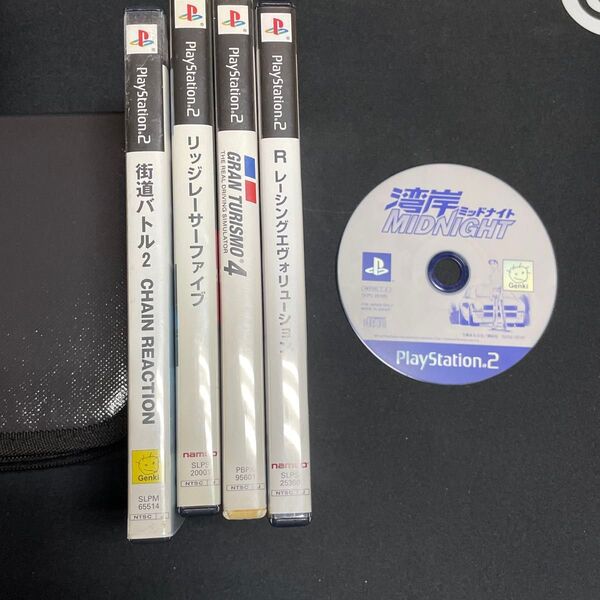 PlayStation®2
街道バトル2 CHAIN REACTION
Genki
SLPM
65514
NTSC J
PlayStation®2
リッジレーサーファイブ
namco
SLPS
20001
NTSC J
PlayStation®2
GRAN TURISMO® 4
THE REAL DRIVING SIMULATOR
PBPX
95601
NTSC J
PlayStation®2
R レーシングエヴォリューション
namco
SLPS
25300
NTSC J
湾岸
ミッドナイト
MIDNIGHT
Genki
PlayStation®2